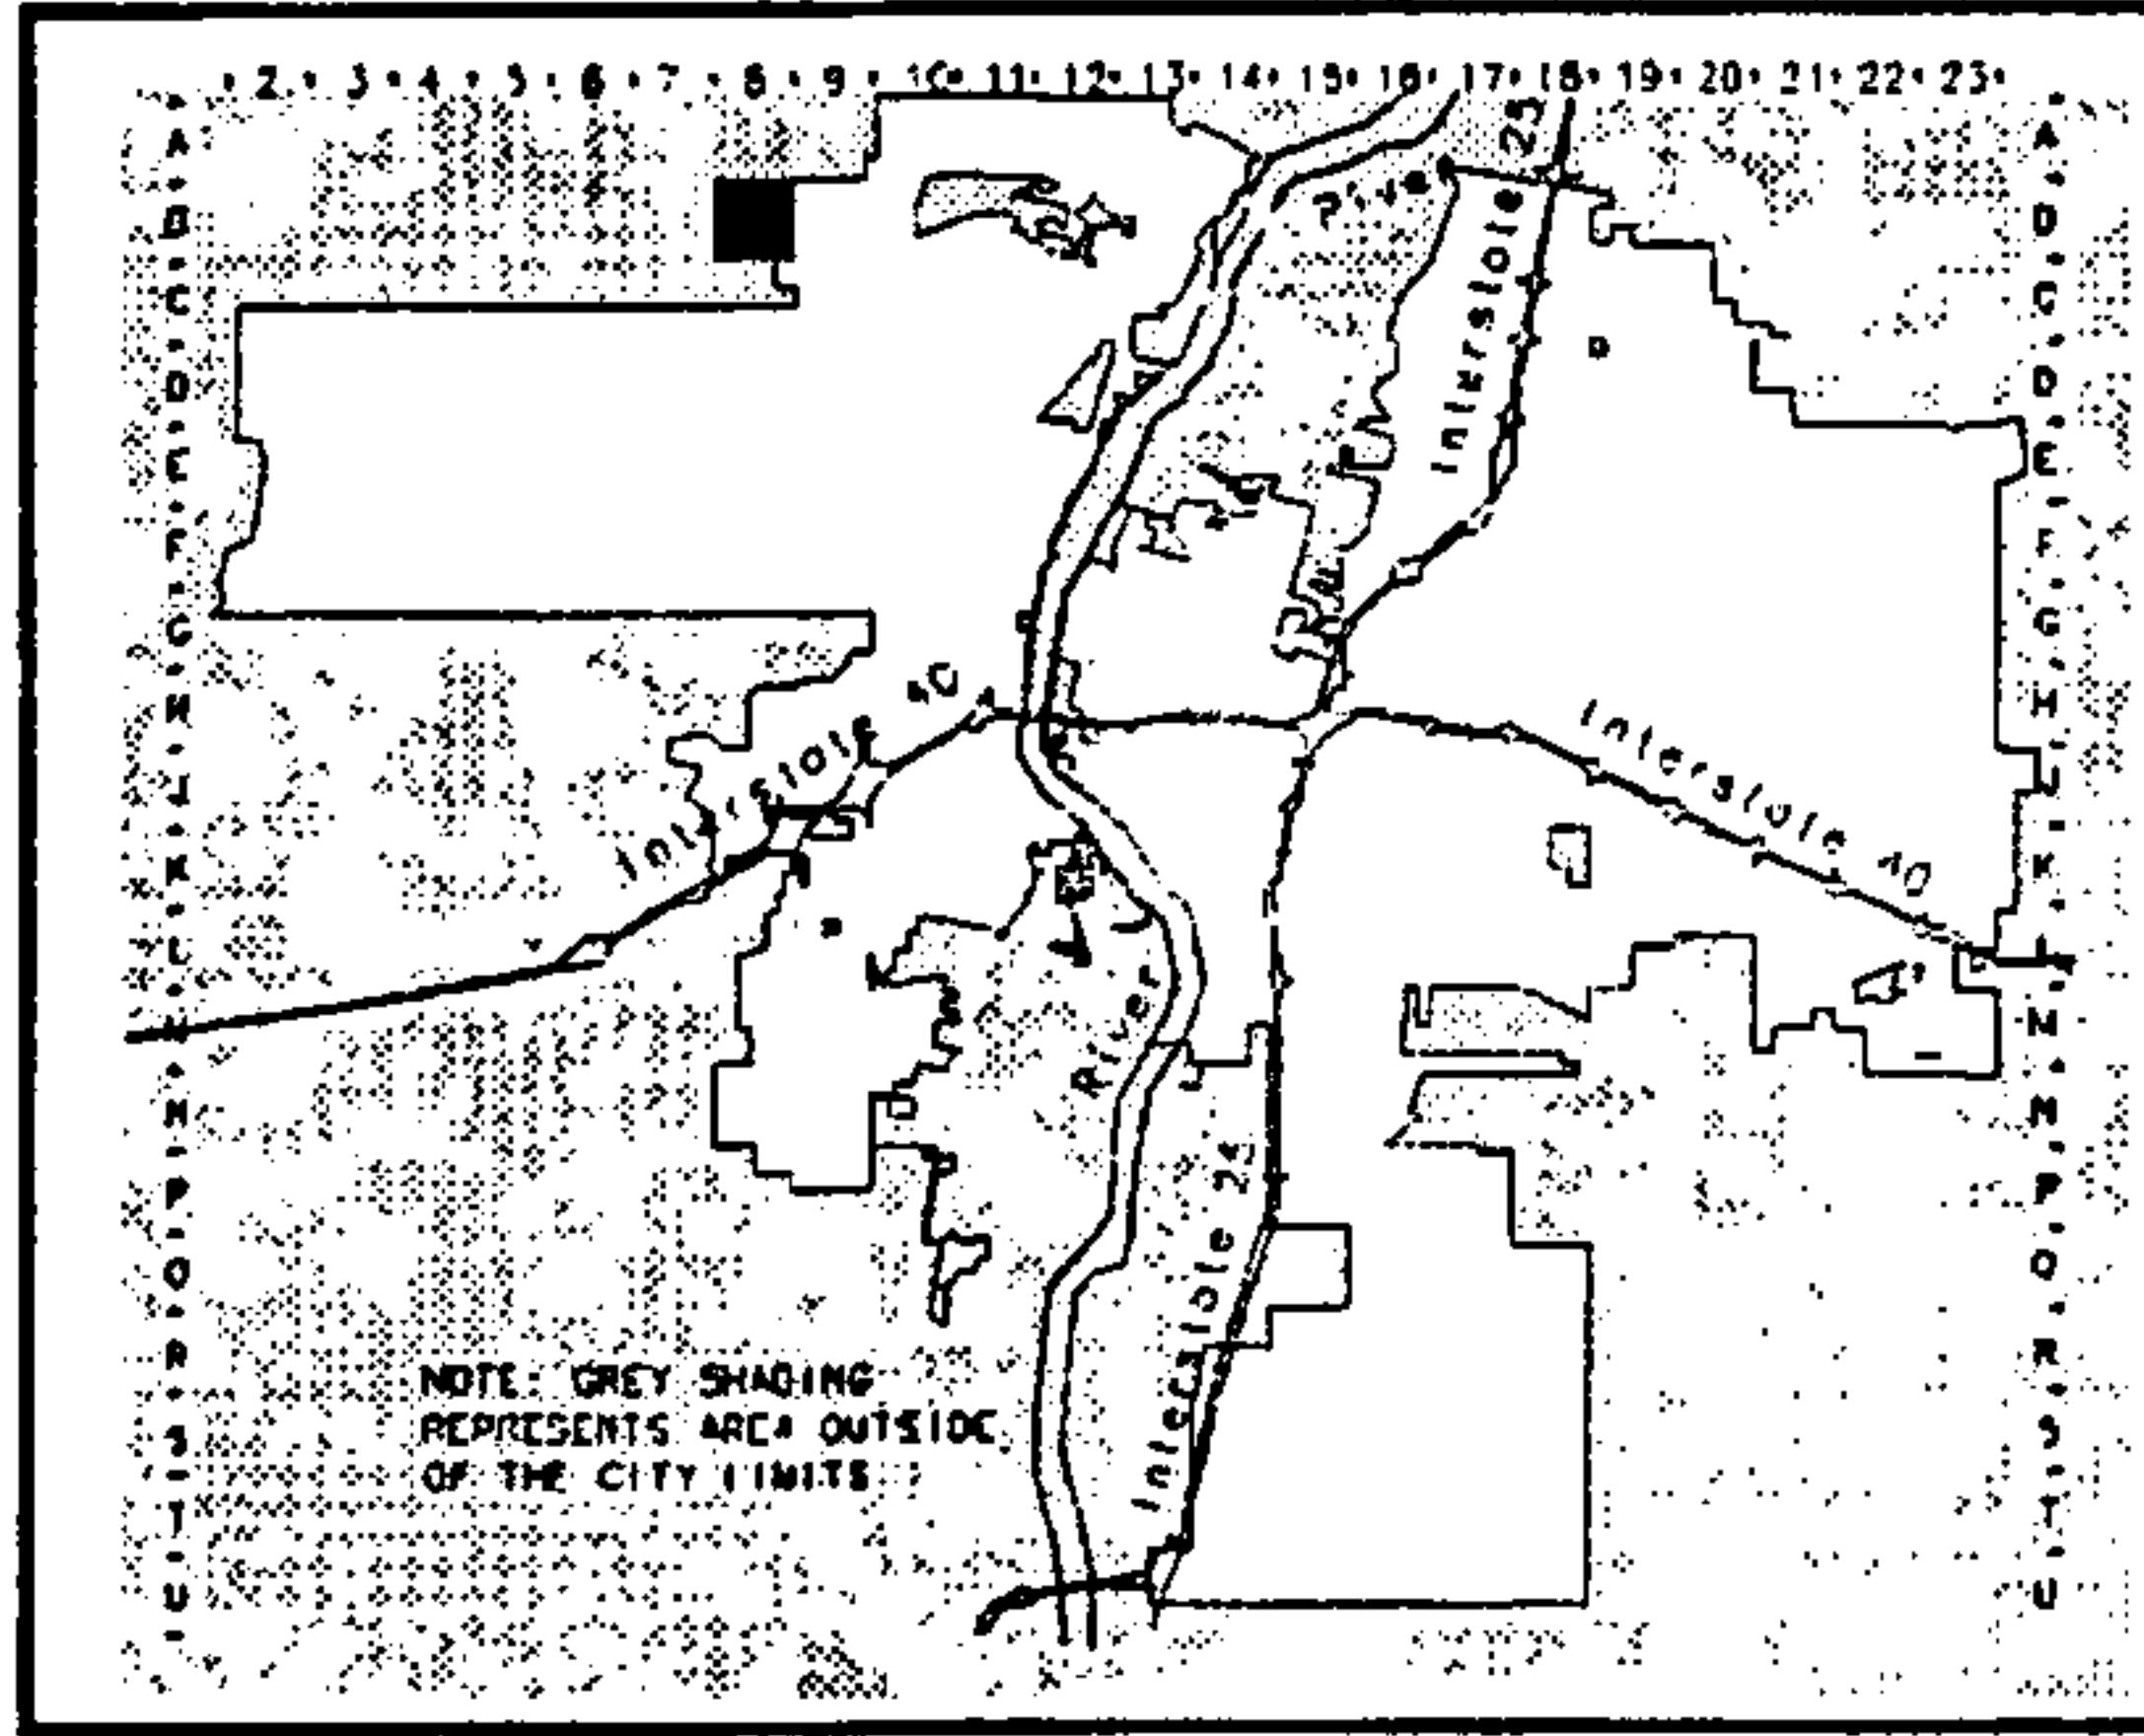 2 · 3 · 4 · 5 · 6 · 7 · 8 · 9 · 10 · 11 · 12 · 13 · 14 · 15 · 16 · 17 · 18 · 19 · 20 · 21 · 22 · 23
A
B
C
D
E
F
G
H
J
K
L
M
N
P
Q
R
S
T
U
Interstate 25
Interstate 40
Interstate 40
River
Interstate 25
NOTE: GREY SHADING
REPRESENTS AREA OUTSIDE
OF THE CITY LIMITS
A
B
C
D
E
F
G
H
J
K
L
M
N
P
Q
R
S
T
U